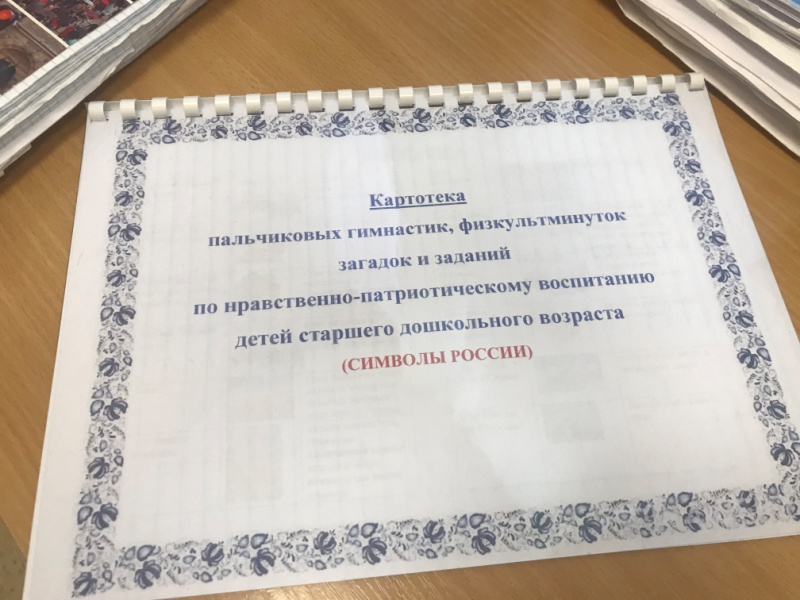 Картотека
пальчиковых гимнастик, физкультминуток
загадок и заданий
по нравственно-патриотическому воспитанию
детей старшего дошкольного возраста
(СИМВОЛЫ РОССИИ)